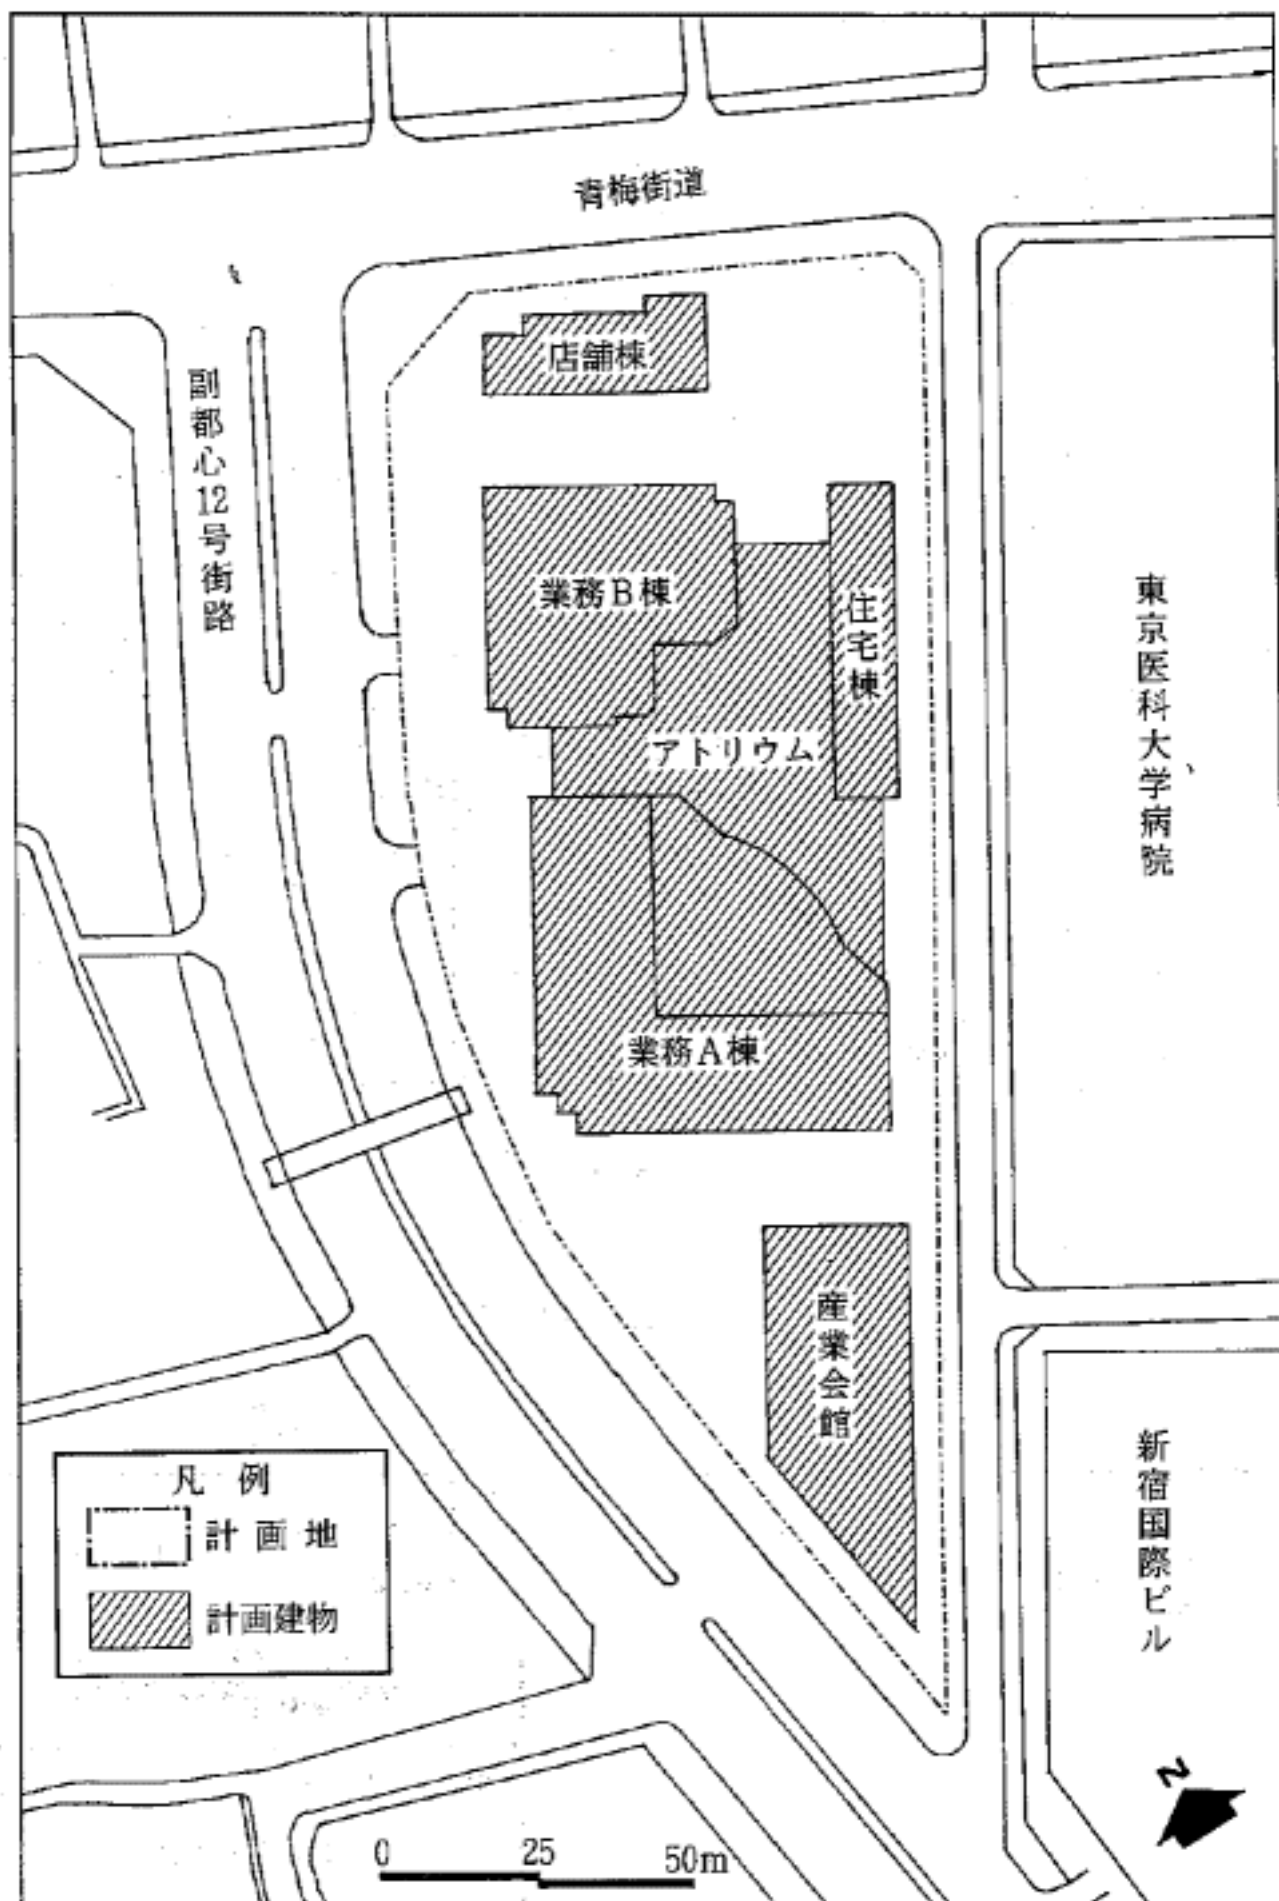 青梅街道
副都心12号街路
店舗棟
業務B棟
住宅棟
アトリウム
業務A棟
産業会館
東京医科大学病院
新宿国際ビル
凡 例
計 画 地
計画建物
N
0 25 50m